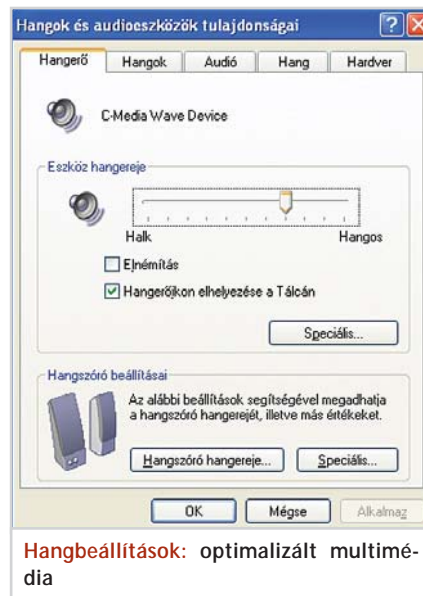 Hangok és audioeszközök tulajdonságai
Hangerő Hangok Audió Hang Hardver
C-Media Wave Device
Eszköz hangereje
Halk Hangos
Elnémítás
Hangerőikon elhelyezése a Tálcán
Speciális...
Hangszóró beállításai
Az alábbi beállítások segítségével megadhatja
a hangszóró hangerejét, illetve más értékeket.
Hangszóró hangereje... Speciális...
OK Mégse Alkalmaz
Hangbeállítások: optimalizált multimé-
dia